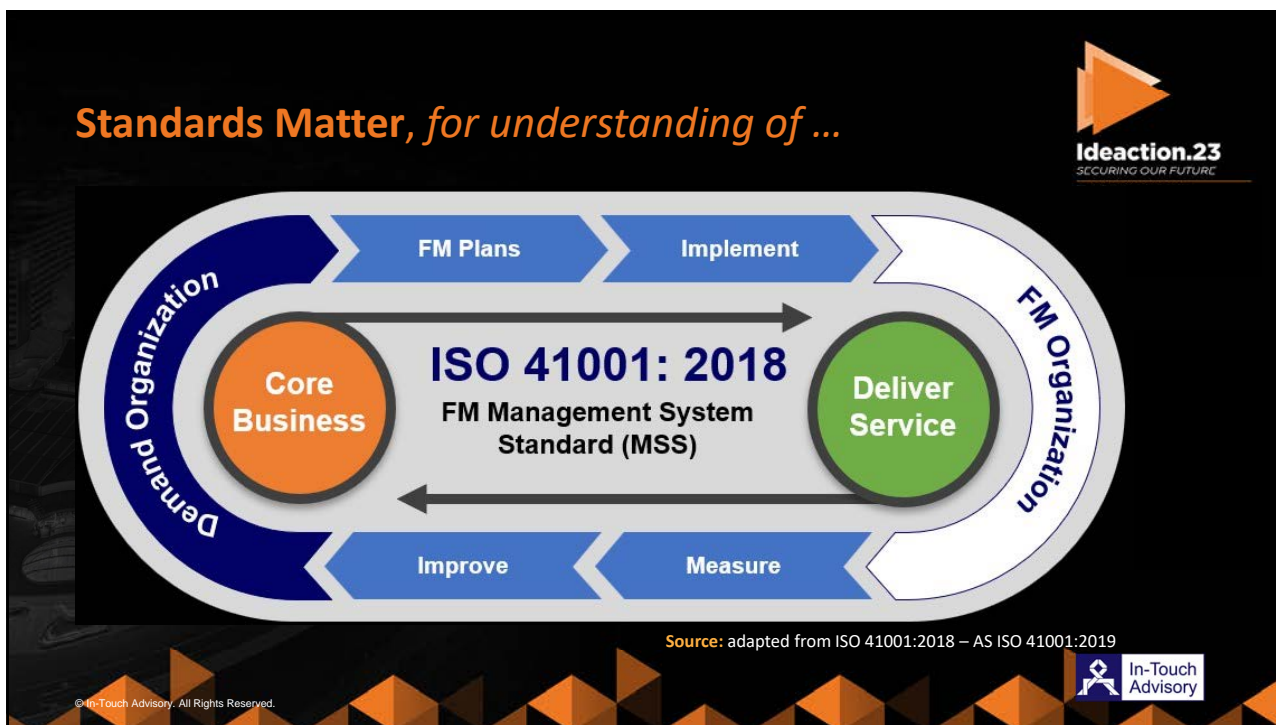 Standards Matter, for understanding of …
Ideaction.23
SECURING OUR FUTURE
FM Plans
Implement
Demand Organization
FM Organization
Core
Business
ISO 41001: 2018
FM Management System
Standard (MSS)
Deliver
Service
Improve
Measure
Source: adapted from ISO 41001:2018 – AS ISO 41001:2019
In-Touch
Advisory
© In-Touch Advisory. All Rights Reserved.